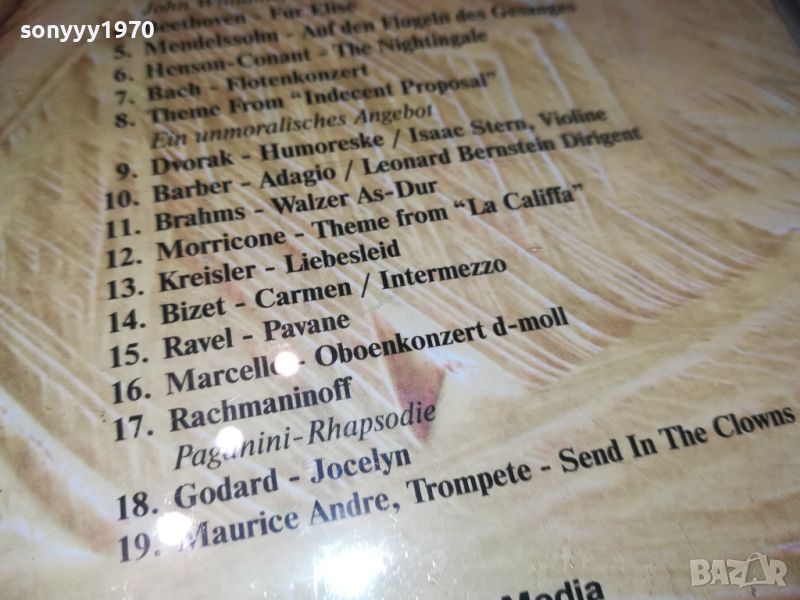 sonyyy1970
John
Beethoven - Für Elise
5. Mendelssohn - Auf den Flügeln des Gesanges
6. Henson-Conant - The Nightingale
7. Bach - Flötenkonzert
8. Theme From "Indecent Proposal"
Ein unmoralisches Angebot
9. Dvorak - Humoreske / Isaac Stern, Violine
10. Barber - Adagio / Leonard Bernstein Dirigent
11. Brahms - Walzer As-Dur
12. Morricone - Theme from "La Califfa"
13. Kreisler - Liebesleid
14. Bizet - Carmen / Intermezzo
15. Ravel - Pavane
16. Marcello - Oboenkonzert d-moll
17. Rachmaninoff
Paganini-Rhapsodie
18. Godard - Jocelyn
19. Maurice Andre, Trompete - Send In The Clowns
Media
BAZAR